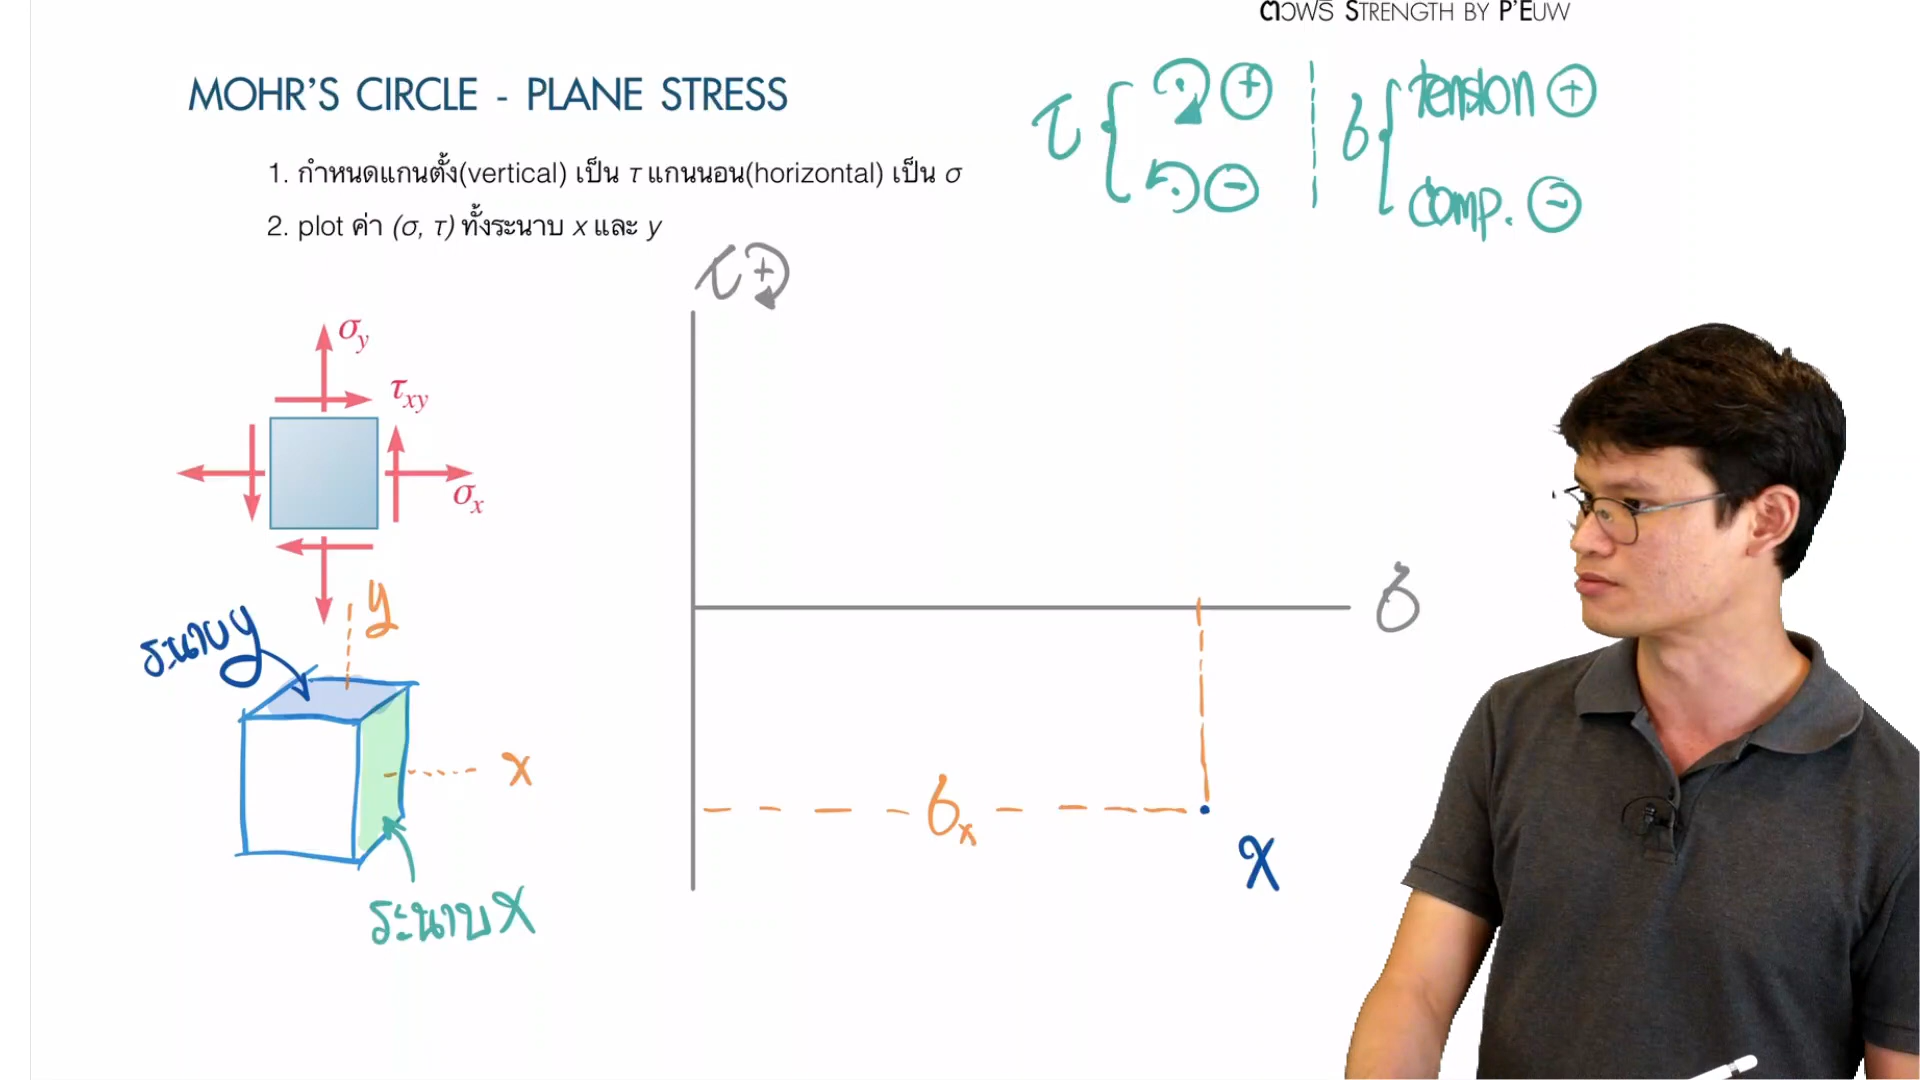 ติวฟรี STRENGTH BY P'EUW
MOHR'S CIRCLE - PLANE STRESS
τ { + | σ { tension +
- comp. -
1. กำหนดแกนตั้ง(vertical) เป็น τ แกนนอน(horizontal) เป็น σ
2. plot ค่า (σ, τ) ทั้งระนาบ x และ y
τ +
σy
τxy
σx
σ
y
ระนาบ y
x
σx
x
ระนาบ x